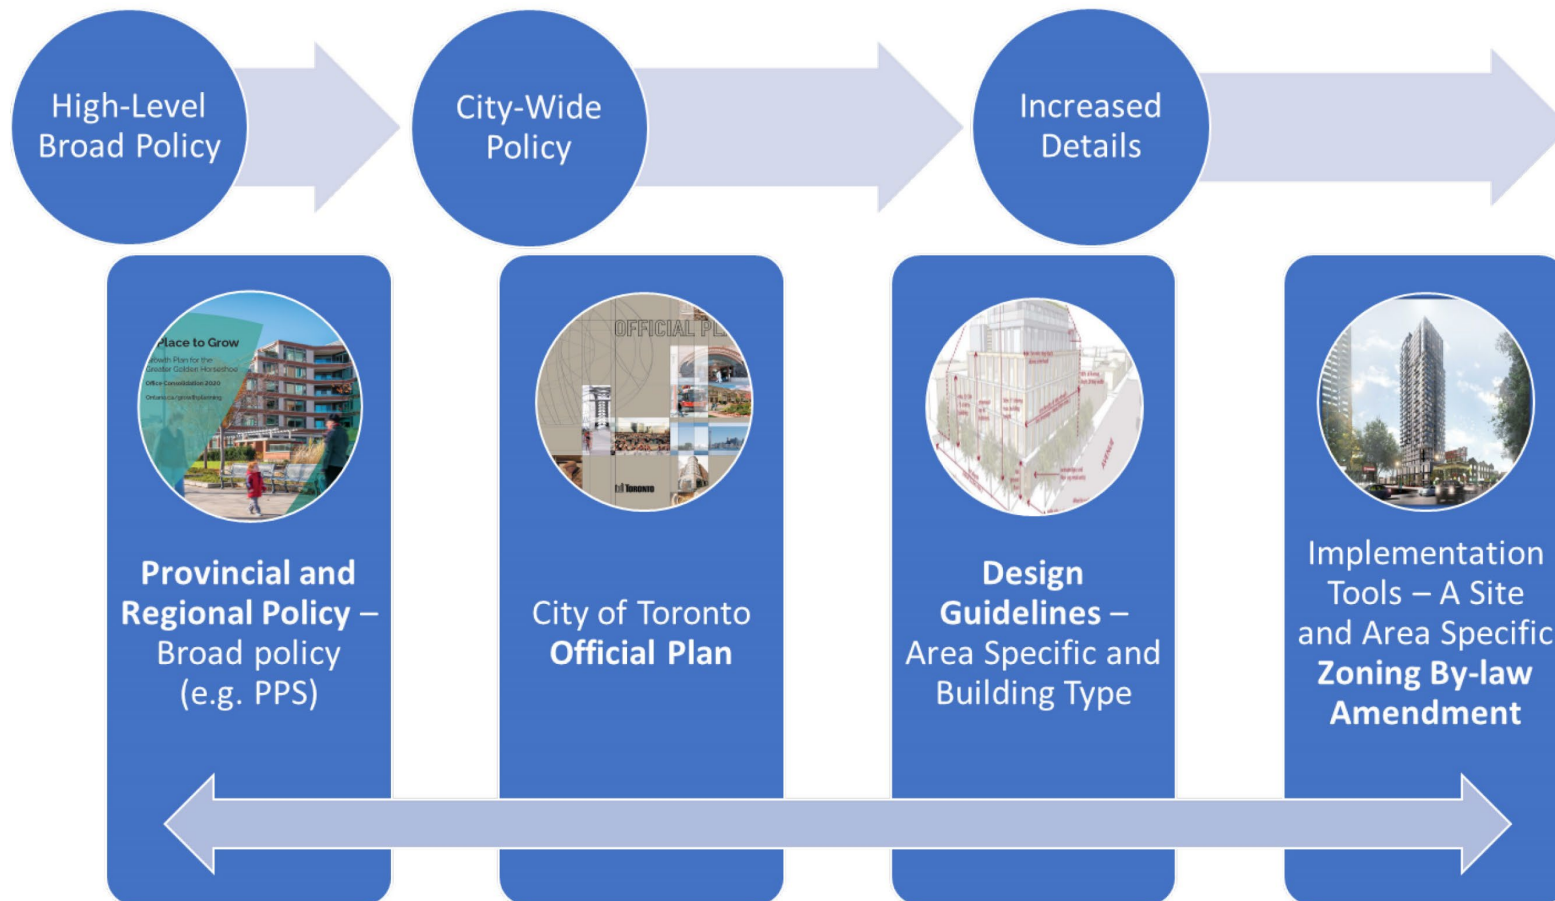 High-Level
Broad Policy
City-Wide
Policy
Increased
Details
Place to Grow
Growth Plan for the
Greater Golden Horseshoe
Office Consolidation 2020
Provincial and
Regional Policy –
Broad policy
(e.g. PPS)
OFFICIAL PL
TORONTO
City of Toronto
Official Plan
AVENUE
Design
Guidelines –
Area Specific and
Building Type
Implementation
Tools – A Site
and Area Specific
Zoning By-law
Amendment